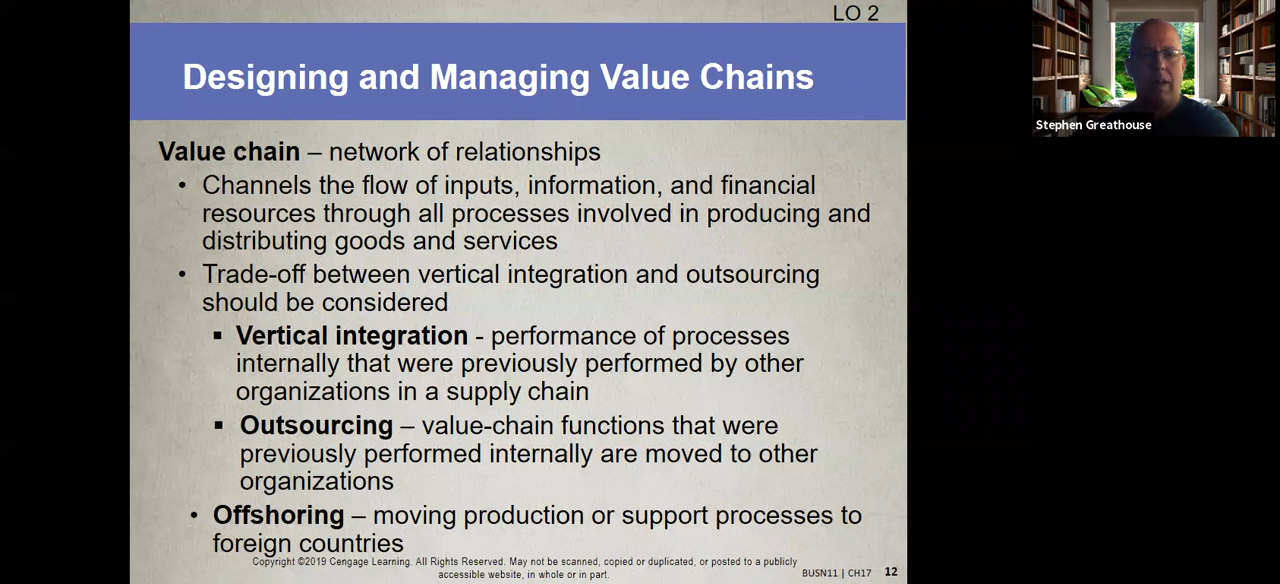 LO 2
Designing and Managing Value Chains
Stephen Greathouse
Value chain – network of relationships
• Channels the flow of inputs, information, and financial
resources through all processes involved in producing and
distributing goods and services
• Trade-off between vertical integration and outsourcing
should be considered
▪ Vertical integration - performance of processes
internally that were previously performed by other
organizations in a supply chain
▪ Outsourcing – value-chain functions that were
previously performed internally are moved to other
organizations
• Offshoring – moving production or support processes to
foreign countries
Copyright ©2019 Cengage Learning. All Rights Reserved. May not be scanned, copied or duplicated, or posted to a publicly
accessible website, in whole or in part.
BUSN11 | CH17 12